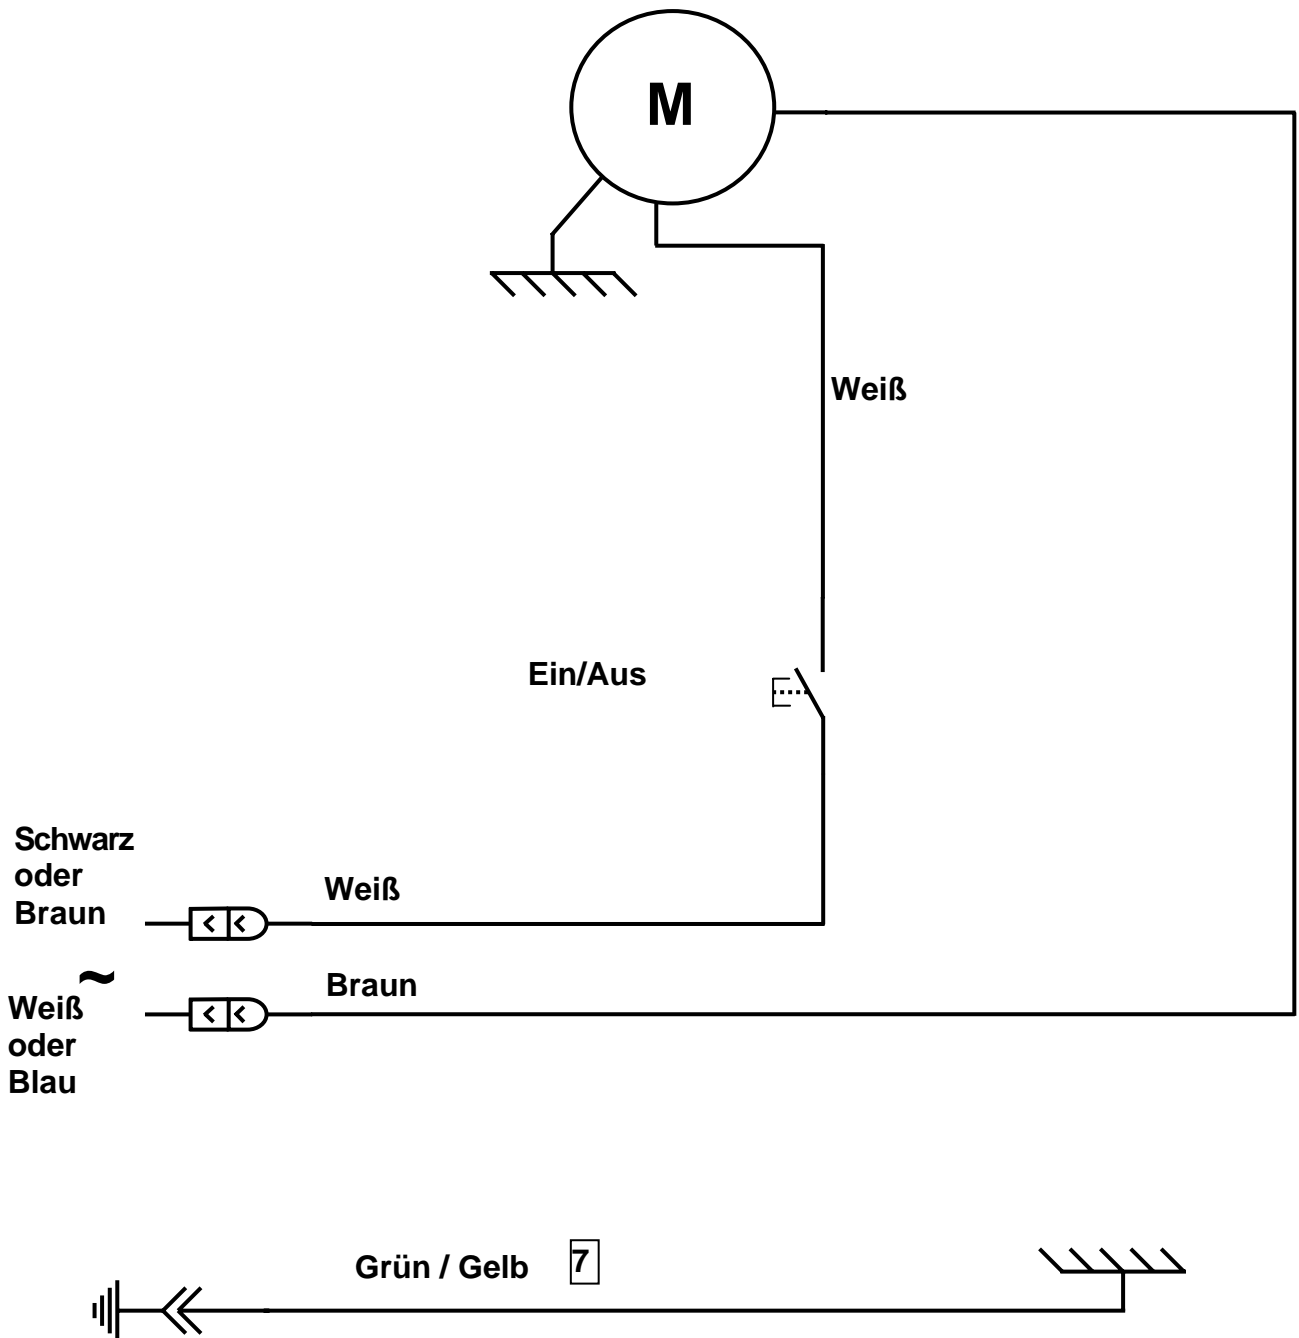 M
Weiß
Ein/Aus
Schwarz
oder
Braun
Weiß
~
Braun
Weiß
oder
Blau
Grün / Gelb 7